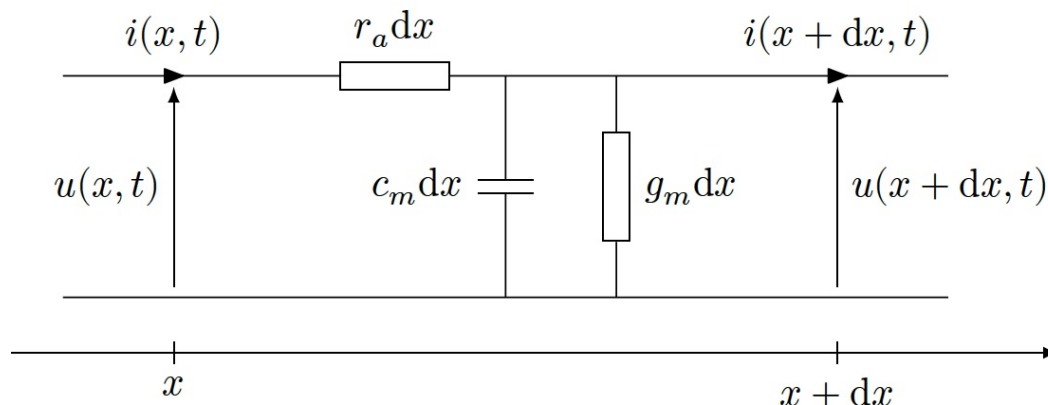 i(x, t)
r_a dx
i(x + dx, t)
u(x, t)
c_m dx
g_m dx
u(x + dx, t)
x
x + dx